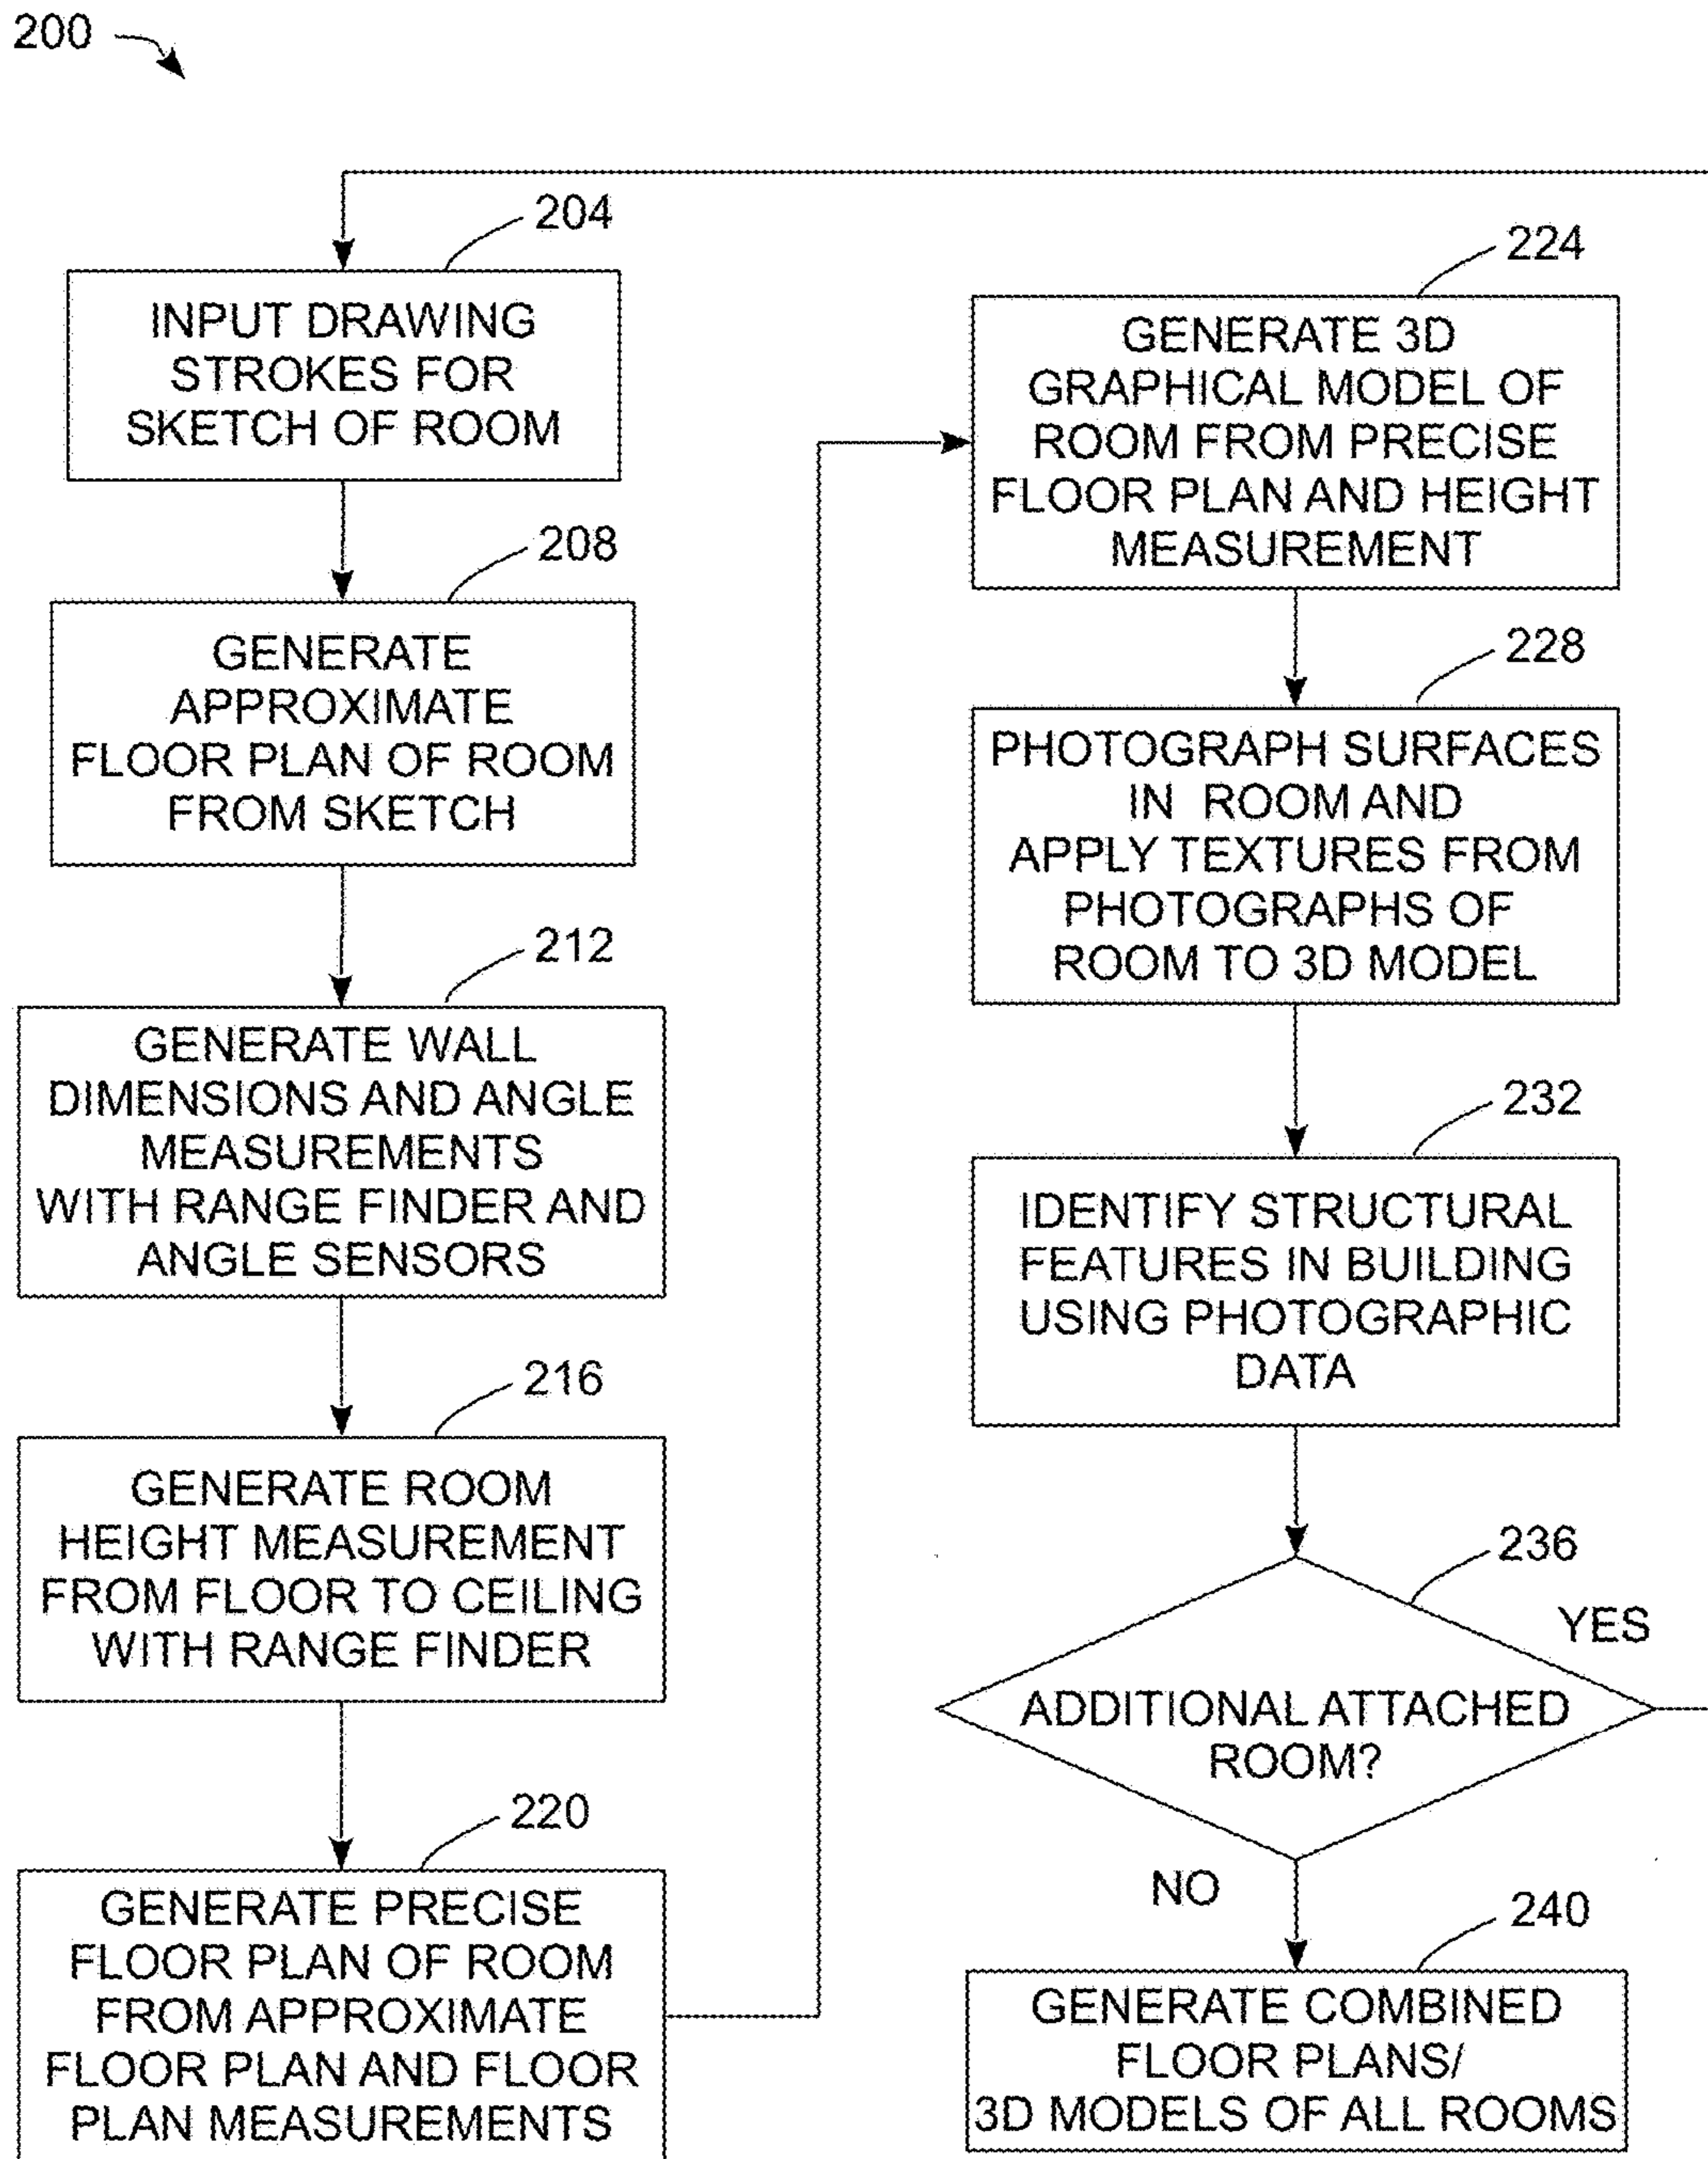 200
204
INPUT DRAWING
STROKES FOR
SKETCH OF ROOM
208
GENERATE
APPROXIMATE
FLOOR PLAN OF ROOM
FROM SKETCH
212
GENERATE WALL
DIMENSIONS AND ANGLE
MEASUREMENTS
WITH RANGE FINDER AND
ANGLE SENSORS
216
GENERATE ROOM
HEIGHT MEASUREMENT
FROM FLOOR TO CEILING
WITH RANGE FINDER
220
GENERATE PRECISE
FLOOR PLAN OF ROOM
FROM APPROXIMATE
FLOOR PLAN AND FLOOR
PLAN MEASUREMENTS
224
GENERATE 3D
GRAPHICAL MODEL OF
ROOM FROM PRECISE
FLOOR PLAN AND HEIGHT
MEASUREMENT
228
PHOTOGRAPH SURFACES
IN ROOM AND
APPLY TEXTURES FROM
PHOTOGRAPHS OF
ROOM TO 3D MODEL
232
IDENTIFY STRUCTURAL
FEATURES IN BUILDING
USING PHOTOGRAPHIC
DATA
236
YES
ADDITIONAL ATTACHED
ROOM?
NO
240
GENERATE COMBINED
FLOOR PLANS/
3D MODELS OF ALL ROOMS